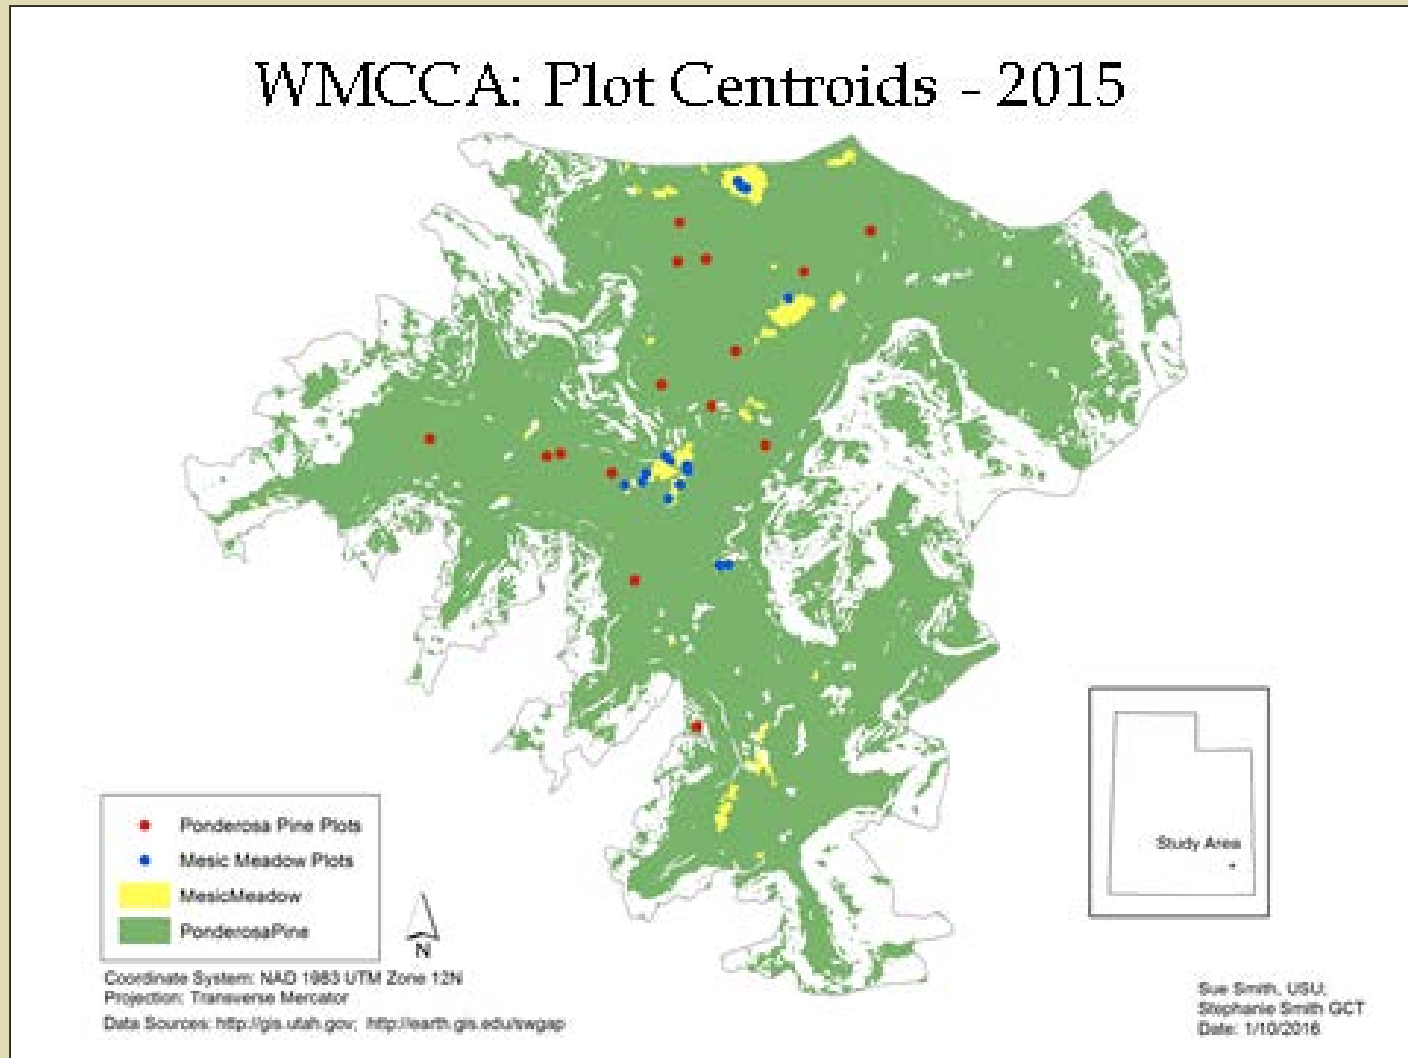 WMCCA: Plot Centroids - 2015
Study Area
Ponderosa Pine Plots
Mesic Meadow Plots
MesicMeadow
PonderosaPine
N
Coordinate System: NAD 1983 UTM Zone 12N
Projection: Transverse Mercator
Data Sources: http://gis.utah.gov; http://earth.gis.edu/swgap
Sue Smith, USU;
Stephanie Smith GCT
Date: 1/10/2016